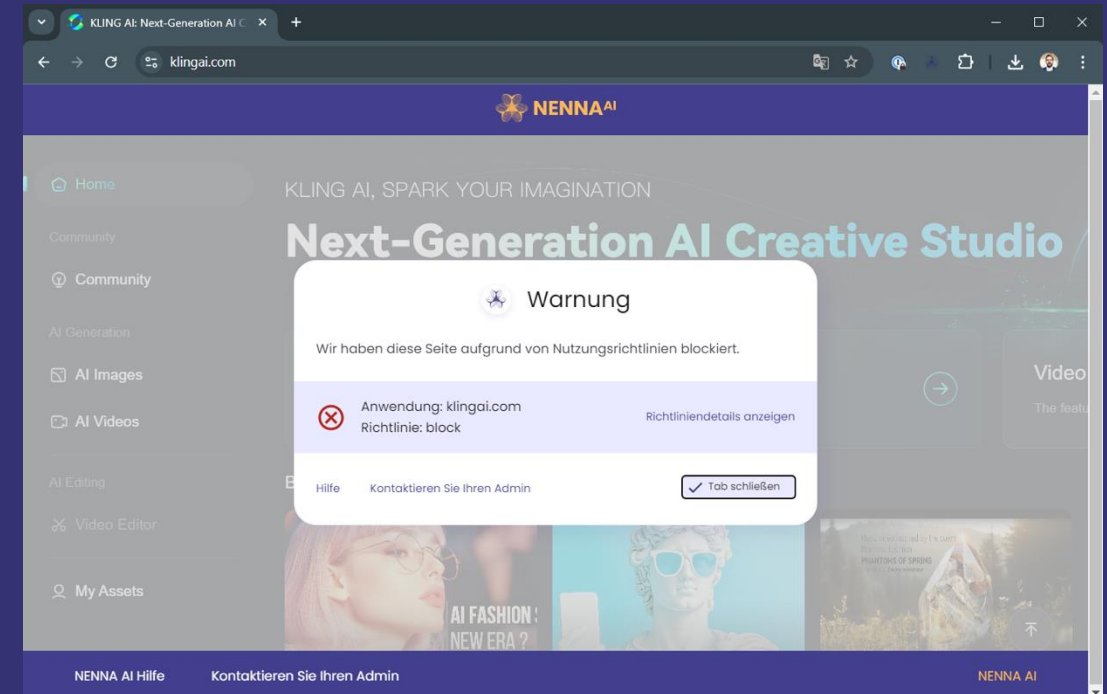 KLING AI: Next-Generation AI C
klingai.com
NENNA AI
Home
Community
Community
AI Generation
AI Images
AI Videos
AI Editing
Video Editor
My Assets
KLING AI, SPARK YOUR IMAGINATION
Next-Generation AI Creative Studio
Warnung
Wir haben diese Seite aufgrund von Nutzungsrichtlinien blockiert.
Anwendung: klingai.com
Richtlinie: block
Richtliniendetails anzeigen
Hilfe
Kontaktieren Sie Ihren Admin
Tab schließen
Video
The featu
AI FASHION
NEW ERA ?
PHANTOMS OF SPRING
NENNA AI Hilfe
Kontaktieren Sie Ihren Admin
NENNA AI